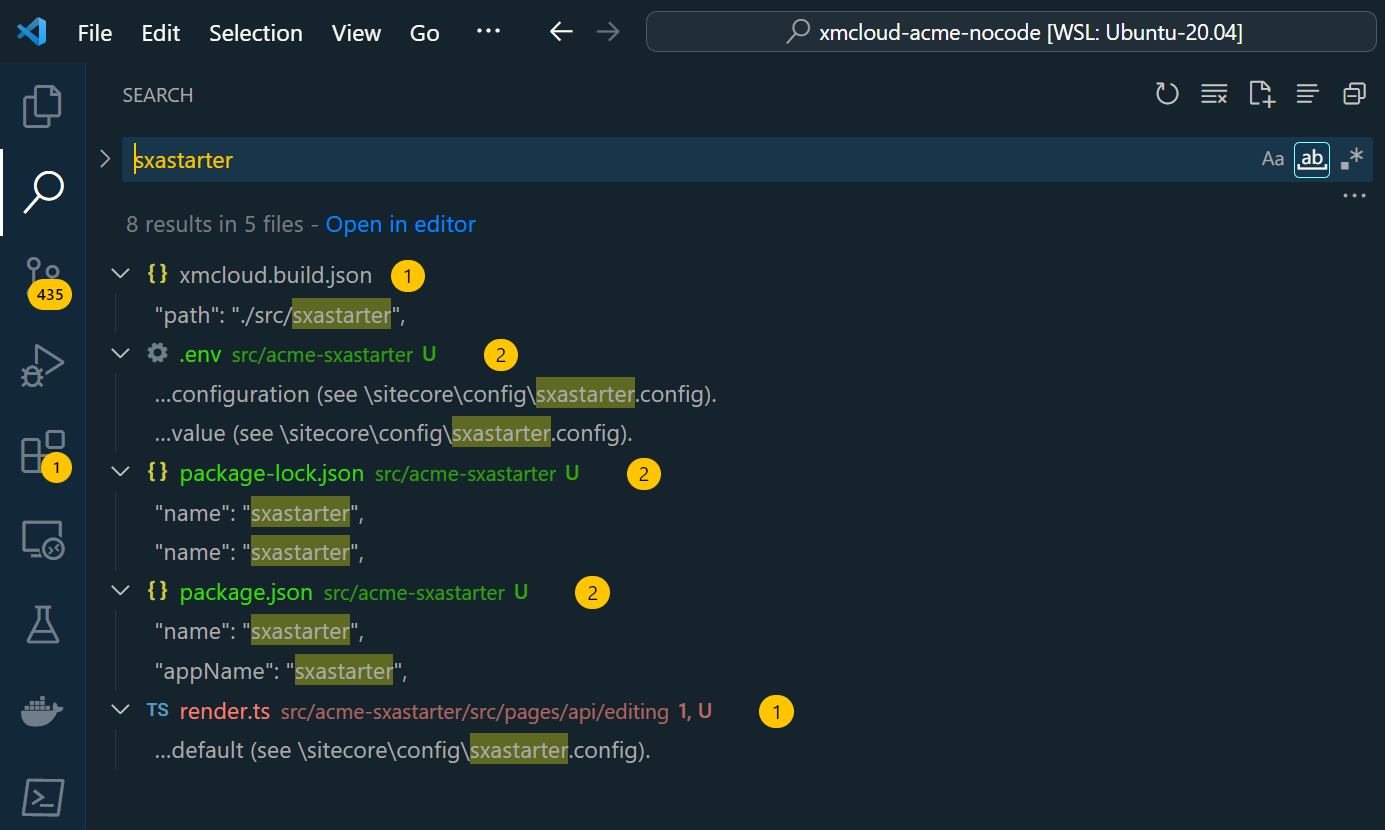 File Edit Selection View Go ··· xmcloud-acme-nocode [WSL: Ubuntu-20.04]
SEARCH
sxastarter Aa ab .*
8 results in 5 files - Open in editor
{} xmcloud.build.json 1
"path": "./src/sxastarter",
.env src/acme-sxastarter U 2
...configuration (see \sitecore\config\sxastarter.config).
...value (see \sitecore\config\sxastarter.config).
{} package-lock.json src/acme-sxastarter U 2
"name": "sxastarter",
"name": "sxastarter",
{} package.json src/acme-sxastarter U 2
"name": "sxastarter",
"appName": "sxastarter",
TS render.ts src/acme-sxastarter/src/pages/api/editing 1, U 1
...default (see \sitecore\config\sxastarter.config).
435
1